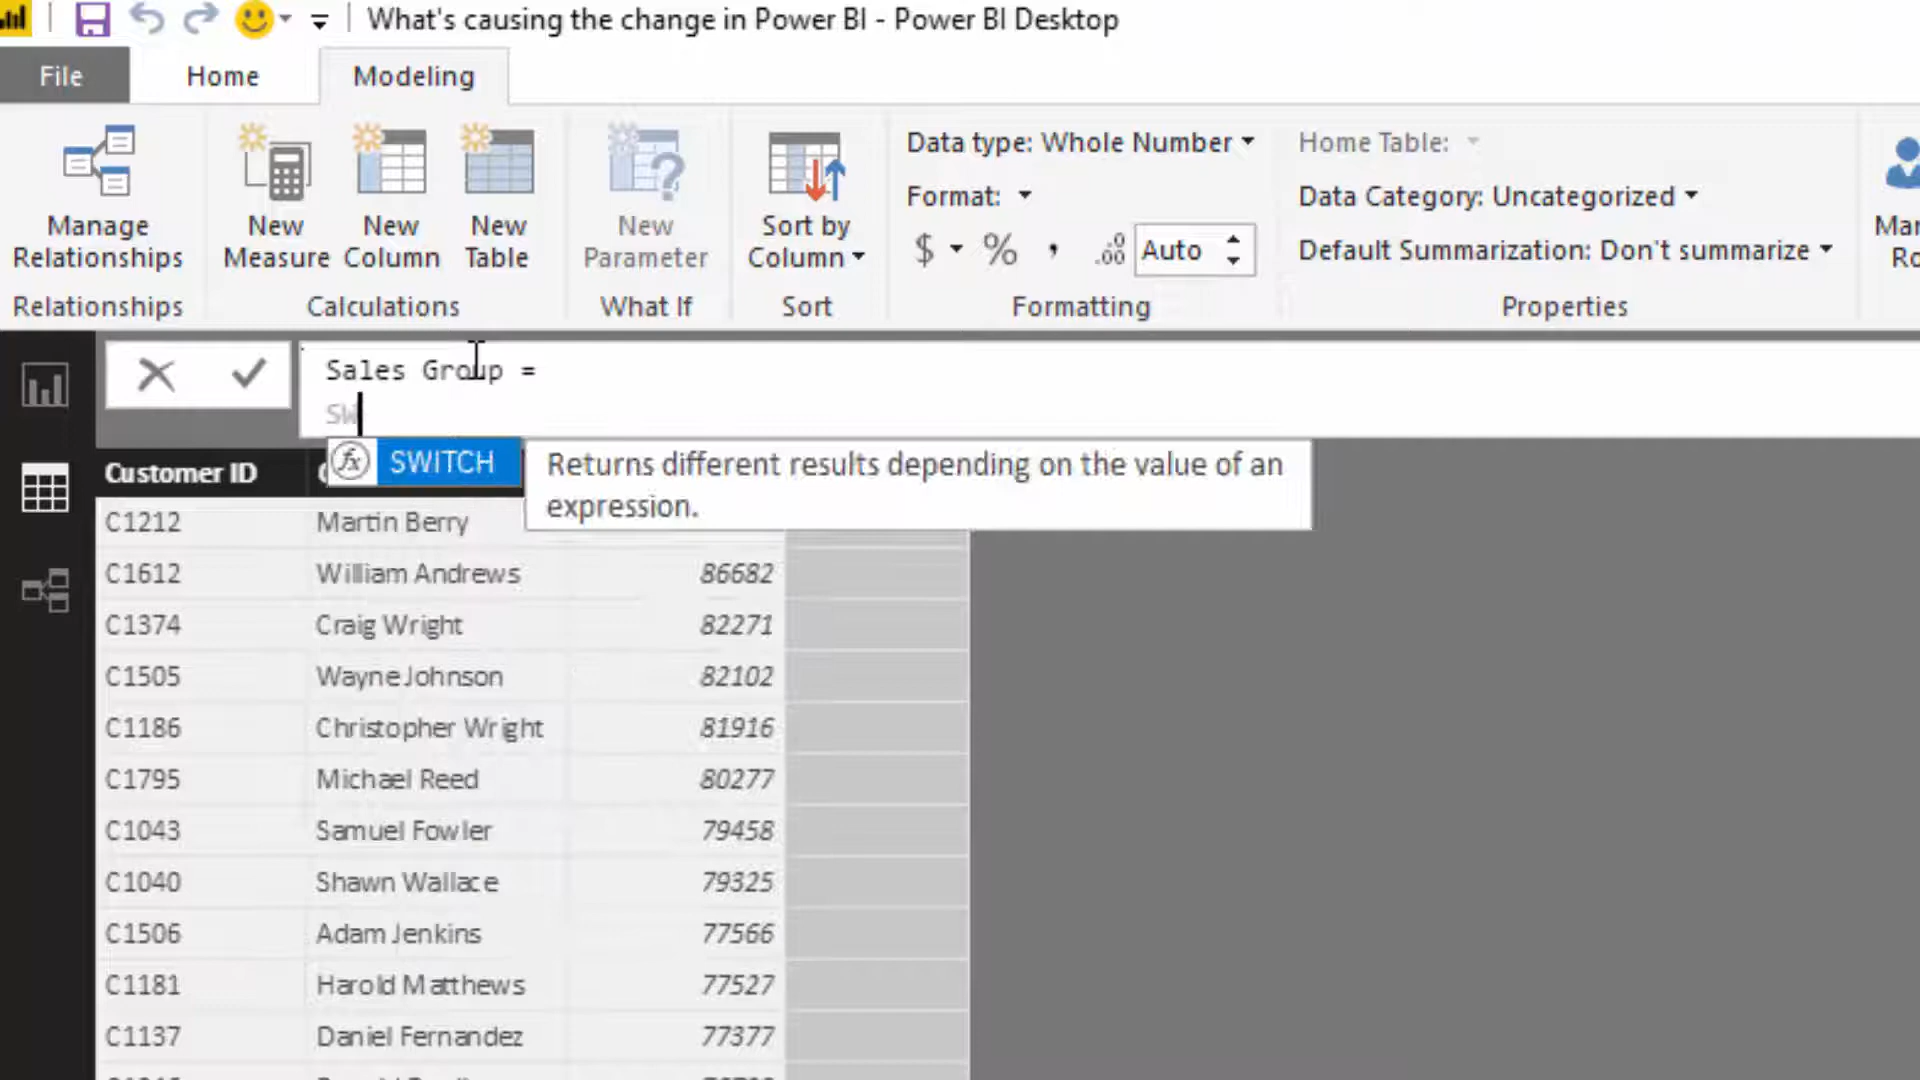 What's causing the change in Power BI - Power BI Desktop
File
Home
Modeling
Manage
Relationships
Relationships
New
Measure
New
Column
New
Table
Calculations
New
Parameter
What If
Sort by
Column
Sort
Data type: Whole Number
Format:
$ % , .00 Auto
Formatting
Home Table:
Data Category: Uncategorized
Default Summarization: Don't summarize
Properties
Sales Group =
SW
fx SWITCH
Returns different results depending on the value of an
expression.
Customer ID
C1212 Martin Berry
C1612 William Andrews 86682
C1374 Craig Wright 82271
C1505 Wayne Johnson 82102
C1186 Christopher Wright 81916
C1795 Michael Reed 80277
C1043 Samuel Fowler 79458
C1040 Shawn Wallace 79325
C1506 Adam Jenkins 77566
C1181 Harold Matthews 77527
C1137 Daniel Fernandez 77377